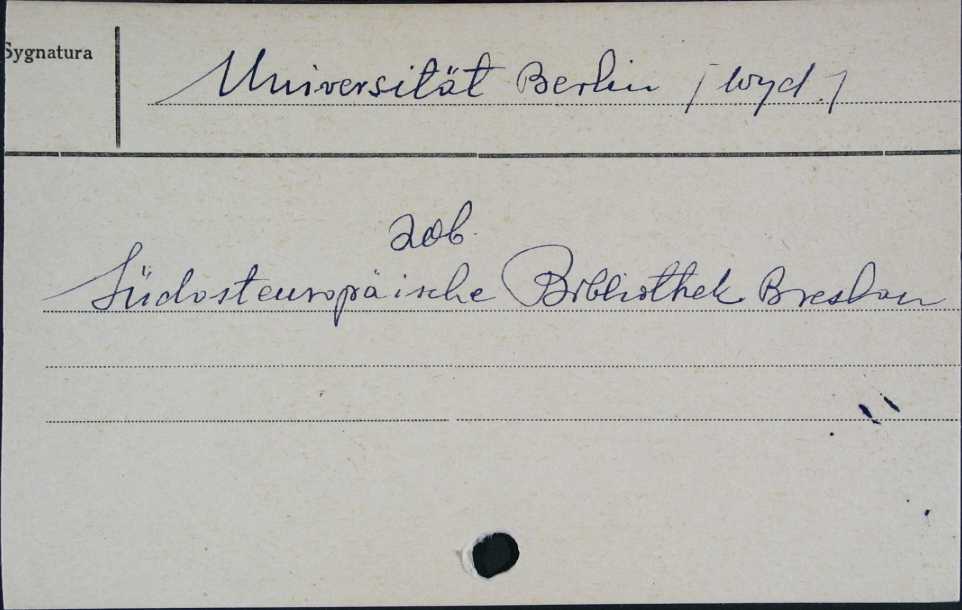 Sygnatura
Universität Berlin /wyd./
zob.
Südosteuropäische Bibliothek Breslau